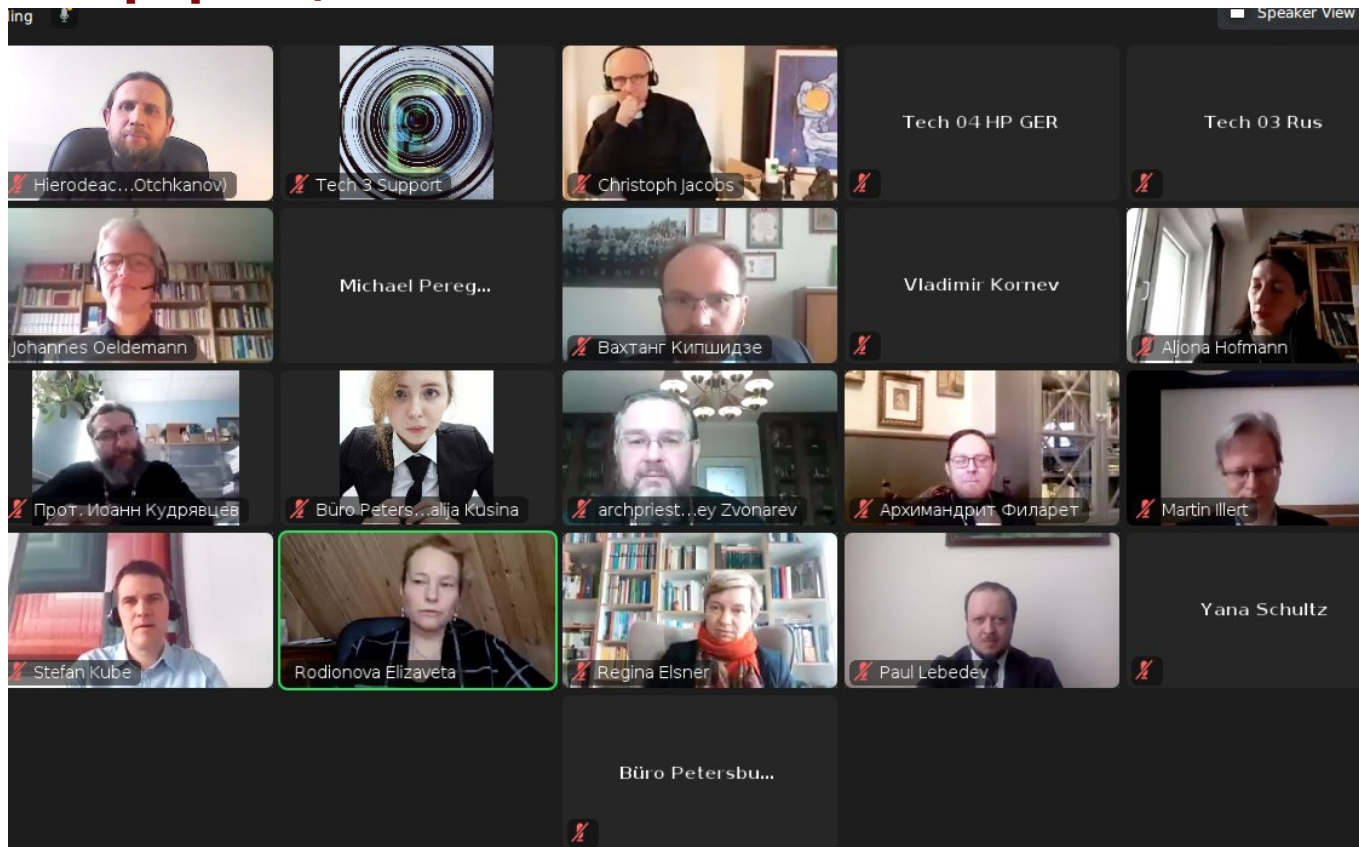 ling
Speaker View
Hierodeac...Otchkanov)
Tech 3 Support
Christoph Jacobs
Tech 04 HP GER
Tech 03 Rus
Johannes Oeldemann
Michael Pereg...
Вахтанг Кипшидзе
Vladimir Kornev
Aljona Hofmann
Прот. Иоанн Кудрявцев
Büro Peters...alija Kusina
archpriest...ey Zvonarev
Архимандрит Филарет
Martin Illert
Stefan Kube
Rodionova Elizaveta
Regina Elsner
Paul Lebedev
Yana Schultz
Büro Petersbu...